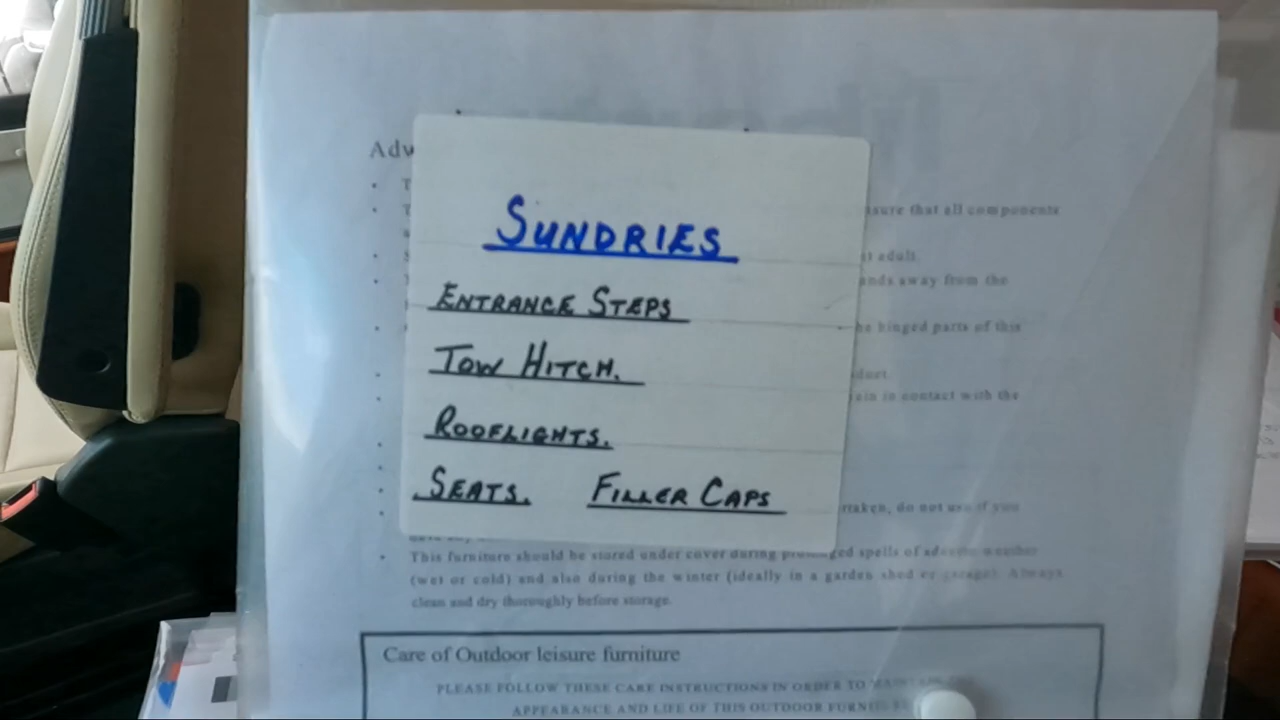 Adv
SUNDRIES
sure that all components
t adult.
ands away from the
ENTRANCE STEPS
he hinged parts of this
TOW HITCH.
ain in contact with the
ROOFLIGHTS.
SEATS. FILLER CAPS
rtaken, do not use if you
This furniture should be stored under cover during prolonged spells of adverse weather
(wet or cold) and also during the winter (ideally in a garden shed or garage). Always
clean and dry thoroughly before storage.
Care of Outdoor leisure furniture
PLEASE FOLLOW THESE CARE INSTRUCTIONS IN ORDER TO MAINTAIN
APPEARANCE AND LIFE OF THIS OUTDOOR